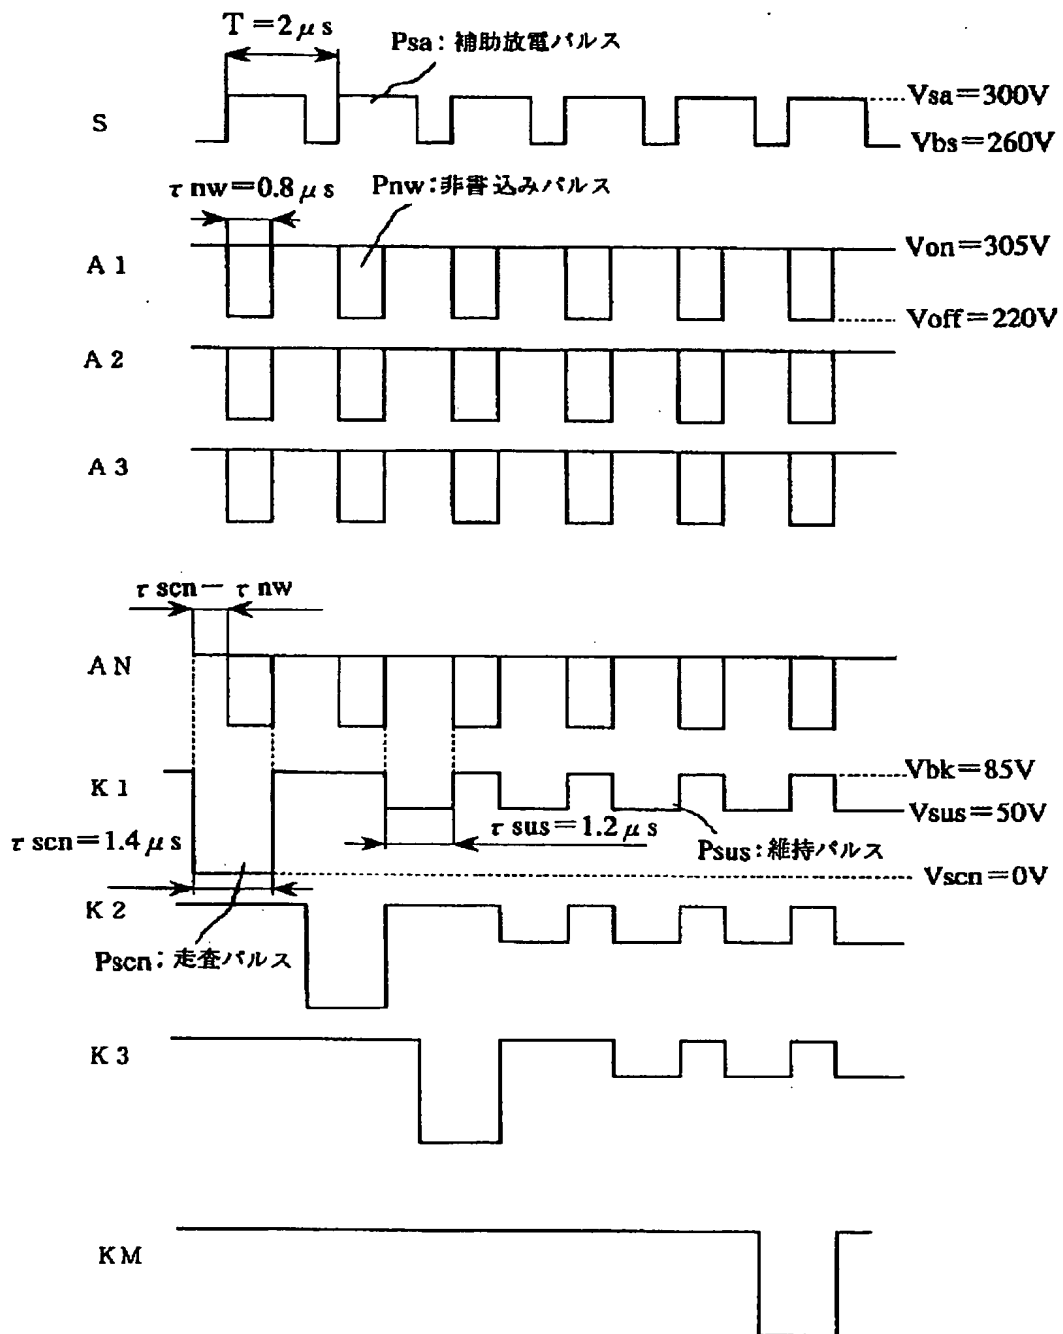 T=2μs
Psa:補助放電パルス
S
Vsa=300V
Vbs=260V
τnw=0.8μs
Pnw:非書込みパルス
A1
Von=305V
Voff=220V
A2
A3
τscn-τnw
AN
K1
Vbk=85V
Vsus=50V
τscn=1.4μs
τsus=1.2μs
Psus:維持パルス
Vscn=0V
K2
Pscn:走査パルス
K3
KM